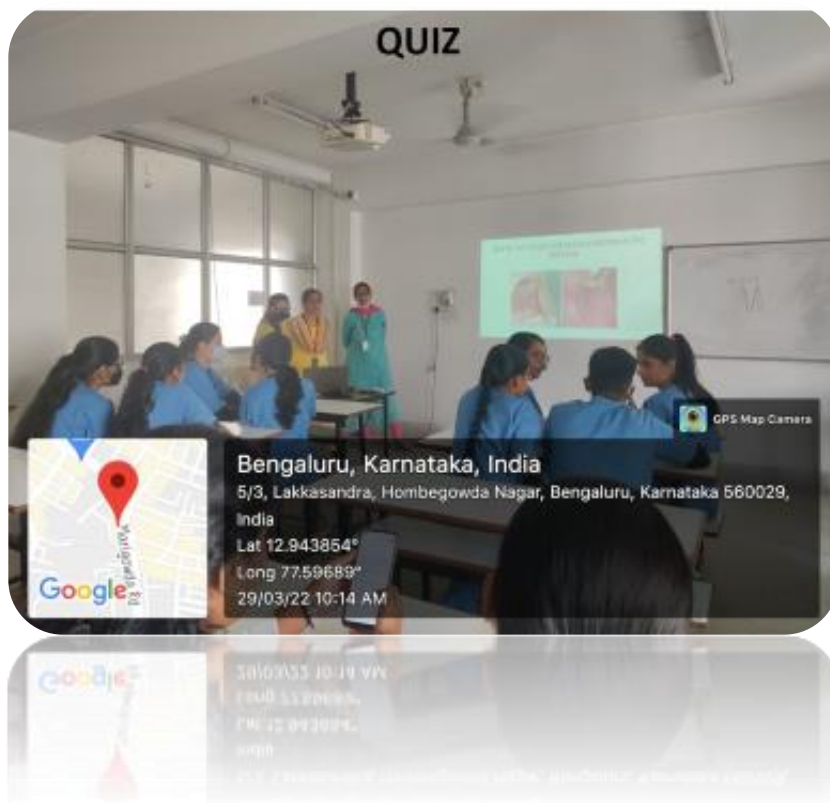 QUIZ
GPS Map Camera
Bengaluru, Karnataka, India
5/3, Lakkasandra, Hombegowda Nagar, Bengaluru, Karnataka 560029,
India
Lat 12.943854°
Long 77.59689°
29/03/22 10:14 AM
Google